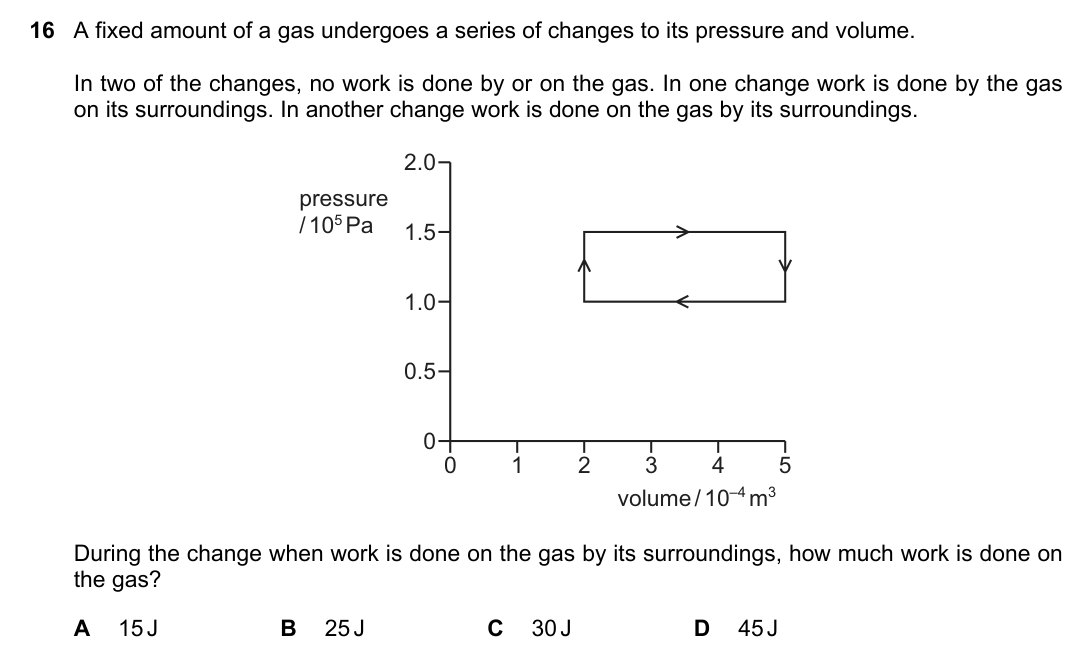 16 A fixed amount of a gas undergoes a series of changes to its pressure and volume.
In two of the changes, no work is done by or on the gas. In one change work is done by the gas
on its surroundings. In another change work is done on the gas by its surroundings.
2.0
pressure
/ 10⁵ Pa
1.5
1.0
0.5
0
0 1 2 3 4 5
volume / 10⁻⁴ m³
During the change when work is done on the gas by its surroundings, how much work is done on
the gas?
A 15 J B 25 J C 30 J D 45 J